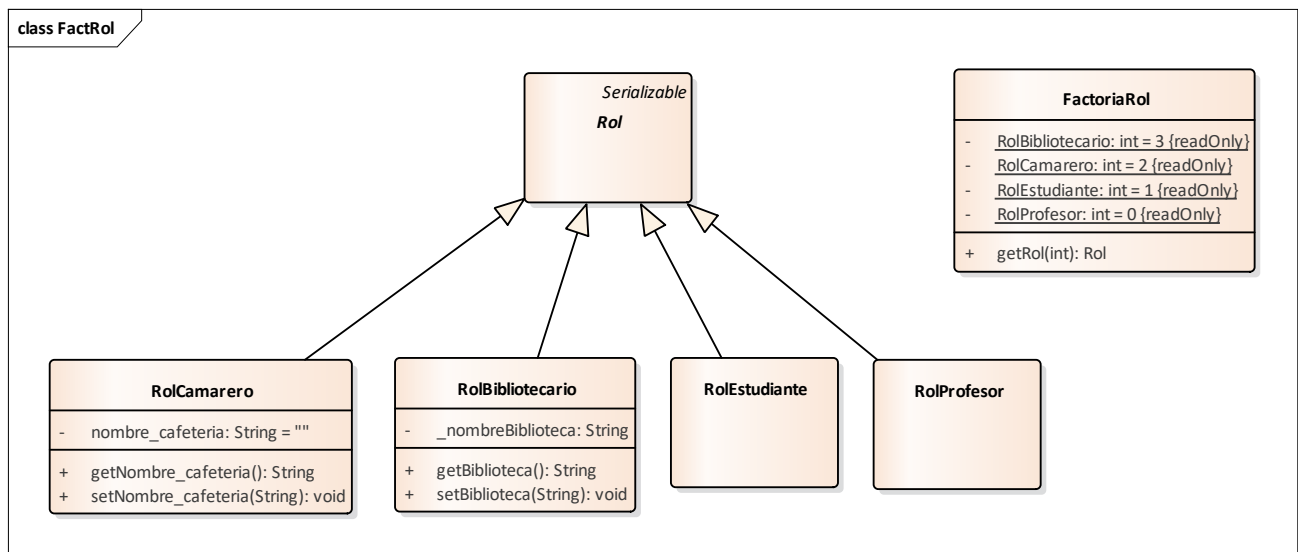 class FactRol
Serializable
Rol
FactoriaRol
- RolBibliotecario: int = 3 {readOnly}
- RolCamarero: int = 2 {readOnly}
- RolEstudiante: int = 1 {readOnly}
- RolProfesor: int = 0 {readOnly}
+ getRol(int): Rol
RolCamarero
- nombre_cafeteria: String = ""
+ getNombre_cafeteria(): String
+ setNombre_cafeteria(String): void
RolBibliotecario
- _nombreBiblioteca: String
+ getBiblioteca(): String
+ setBiblioteca(String): void
RolEstudiante
RolProfesor